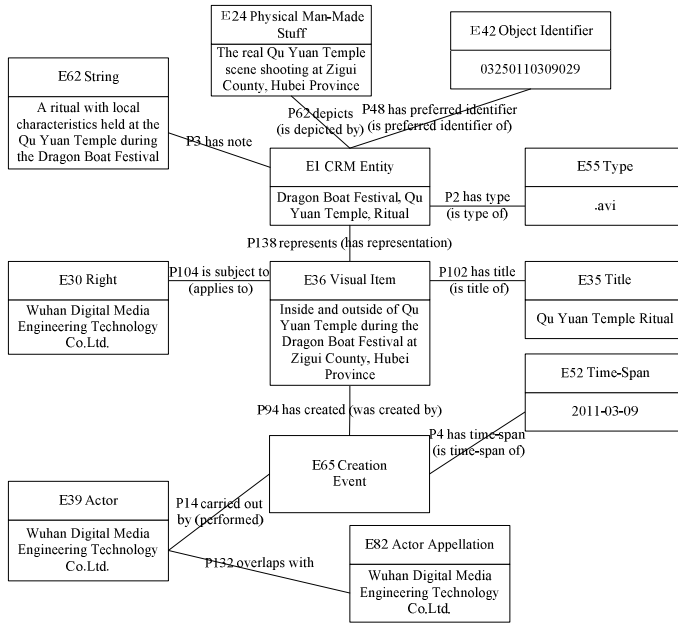 E24 Physical Man-Made
Stuff
The real Qu Yuan Temple
scene shooting at Zigui
County, Hubei Province
E42 Object Identifier
03250110309029
E62 String
A ritual with local
characteristics held at the
Qu Yuan Temple during
the Dragon Boat Festival
P62 depicts
(is depicted by)
P48 has preferred identifier
(is preferred identifier of)
P3 has note
E1 CRM Entity
Dragon Boat Festival, Qu
Yuan Temple, Ritual
P2 has type
(is type of)
E55 Type
.avi
P138 represents (has representation)
E30 Right
Wuhan Digital Media
Engineering Technology
Co.Ltd.
P104 is subject to
(applies to)
E36 Visual Item
Inside and outside of Qu
Yuan Temple during the
Dragon Boat Festival at
Zigui County, Hubei
Province
P102 has title
(is title of)
E35 Title
Qu Yuan Temple Ritual
E52 Time-Span
2011-03-09
P94 has created (was created by)
P4 has time-span
(is time-span of)
E65 Creation
Event
E39 Actor
Wuhan Digital Media
Engineering Technology
Co.Ltd.
P14 carried out
by (performed)
P132 overlaps with
E82 Actor Appellation
Wuhan Digital Media
Engineering Technology
Co.Ltd.